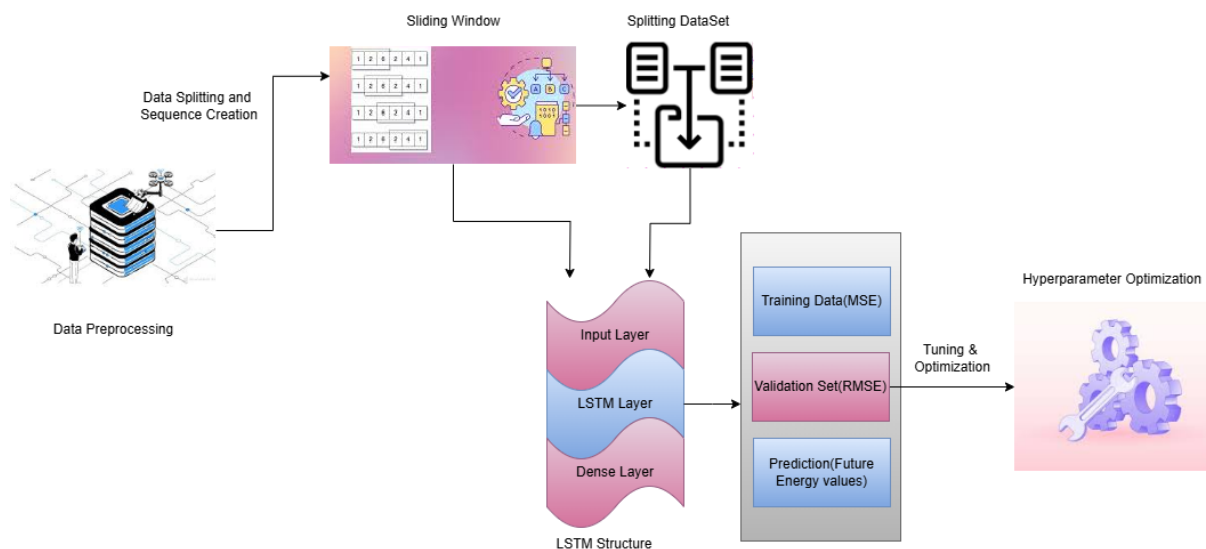 Sliding Window
Splitting DataSet
1 2 6 2 4 1
1 2 6 2 4 1
1 2 6 2 4 1
1 2 6 2 4 1
A B C
1010
1001
Data Splitting and
Sequence Creation
Data Preprocessing
Input Layer
LSTM Layer
Dense Layer
LSTM Structure
Training Data(MSE)
Validation Set(RMSE)
Prediction(Future
Energy values)
Tuning &
Optimization
Hyperparameter Optimization